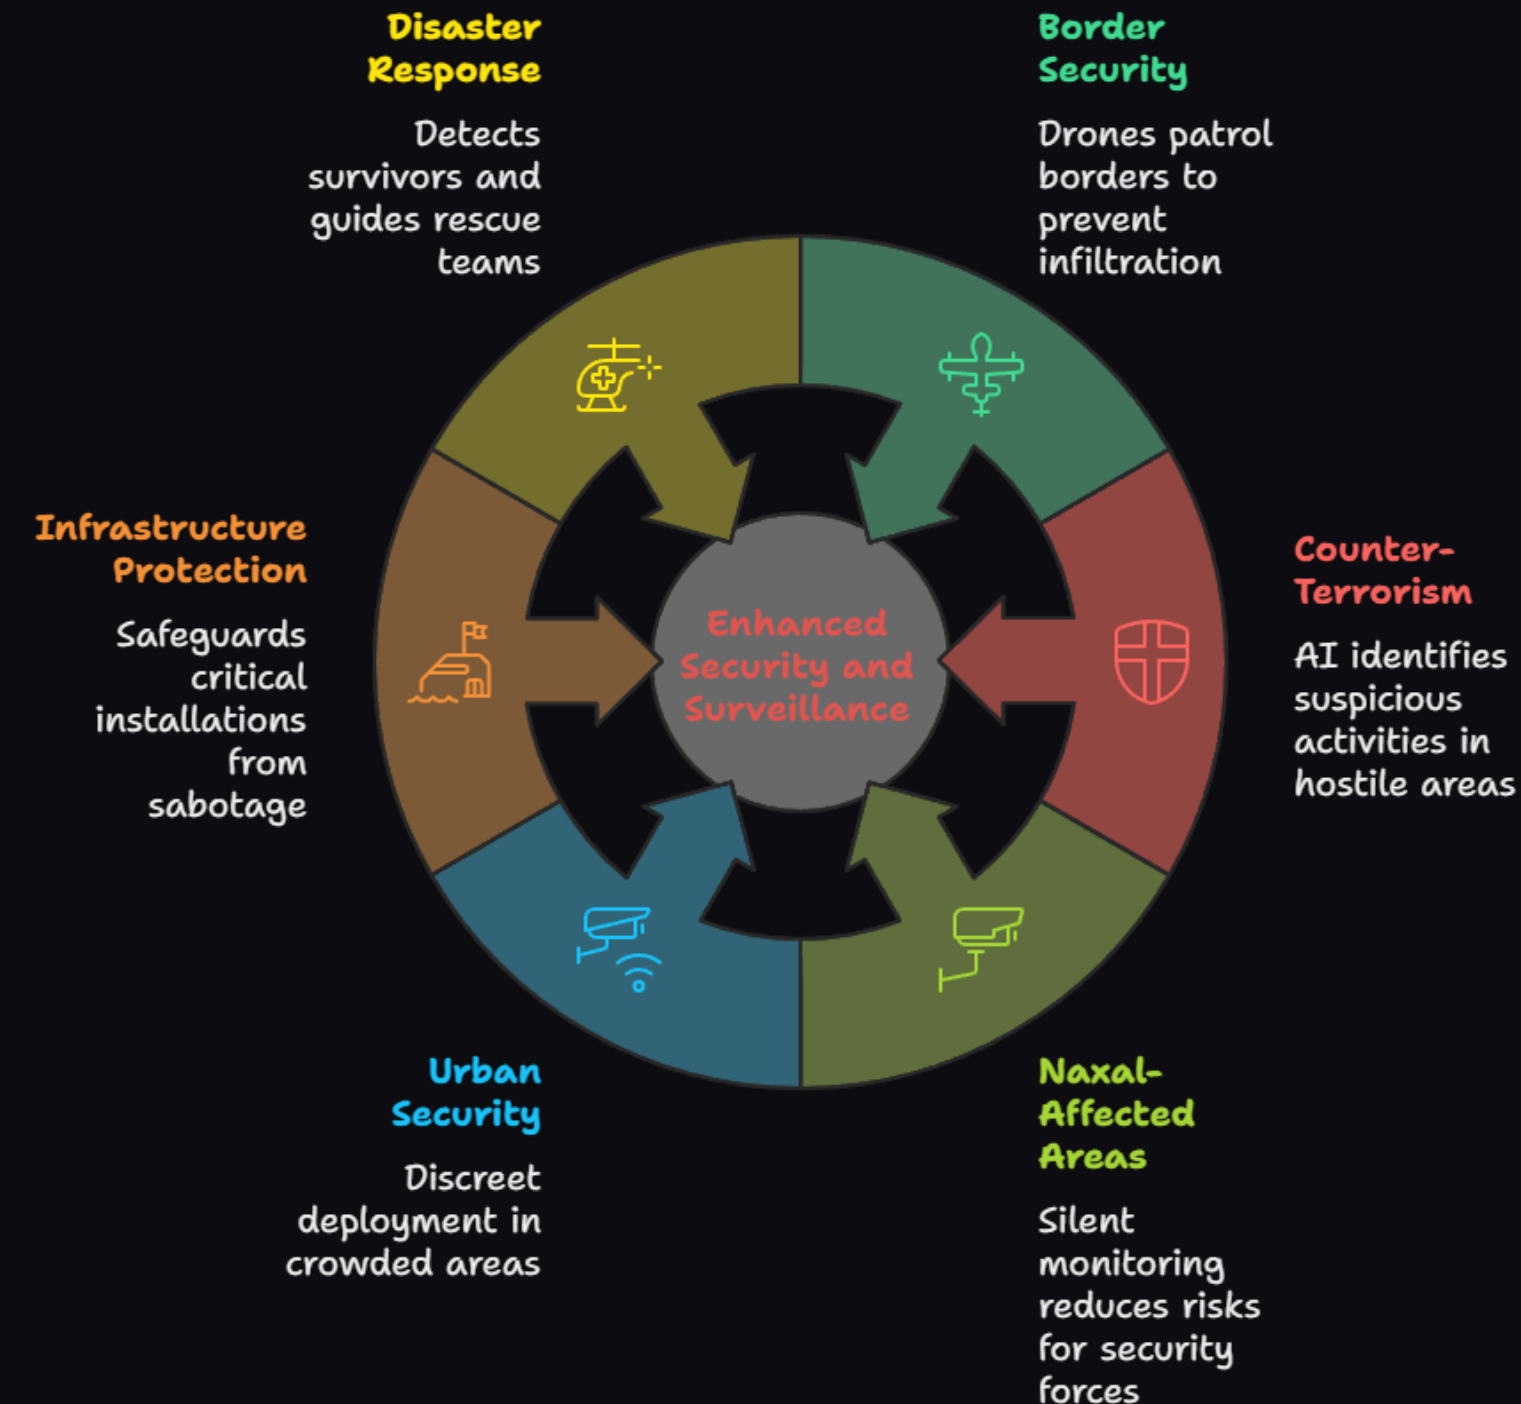 Disaster
Response
Detects
survivors and
guides rescue
teams
Border
Security
Drones patrol
borders to
prevent
infiltration
Infrastructure
Protection
Safeguards
critical
installations
from
sabotage
Enhanced
Security and
Surveillance
Counter-
Terrorism
AI identifies
suspicious
activities in
hostile areas
Urban
Security
Discreet
deployment in
crowded areas
Naxal-
Affected
Areas
Silent
monitoring
reduces risks
for security
forces